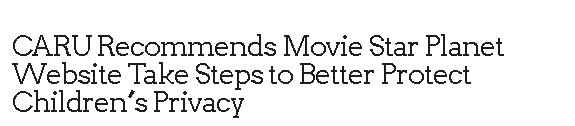 CARU Recommends Movie Star Planet
Website Take Steps to Better Protect
Children's Privacy